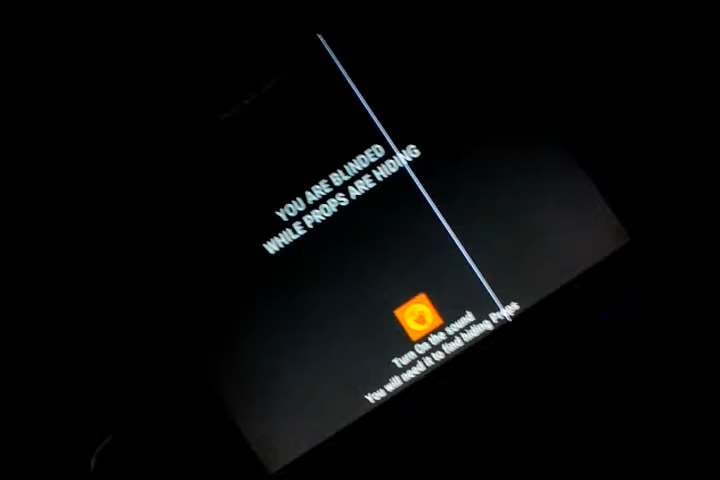 YOU ARE BLINDED
WHILE PROPS ARE HIDING
Turn On the sound
You will need it to find hiding Props